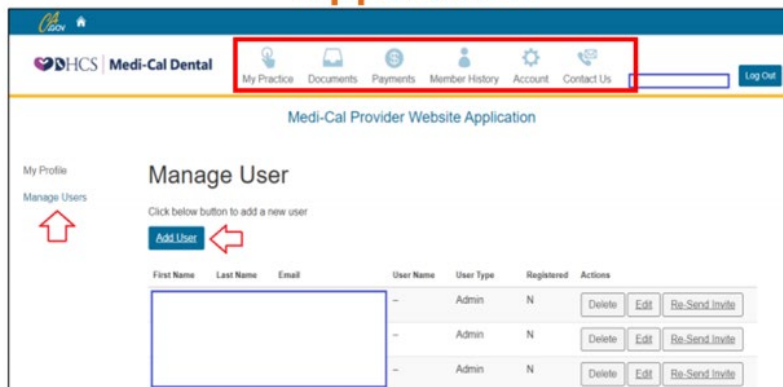 CA.GOV
DHCS | Medi-Cal Dental
My Practice Documents Payments Member History Account Contact Us
Log Out
Medi-Cal Provider Website Application
My Profile
Manage Users
Manage User
Click below button to add a new user
Add User
First Name Last Name Email User Name User Type Registered Actions
– Admin N Delete Edit Re-Send Invite
– Admin N Delete Edit Re-Send Invite
– Admin N Delete Edit Re-Send Invite